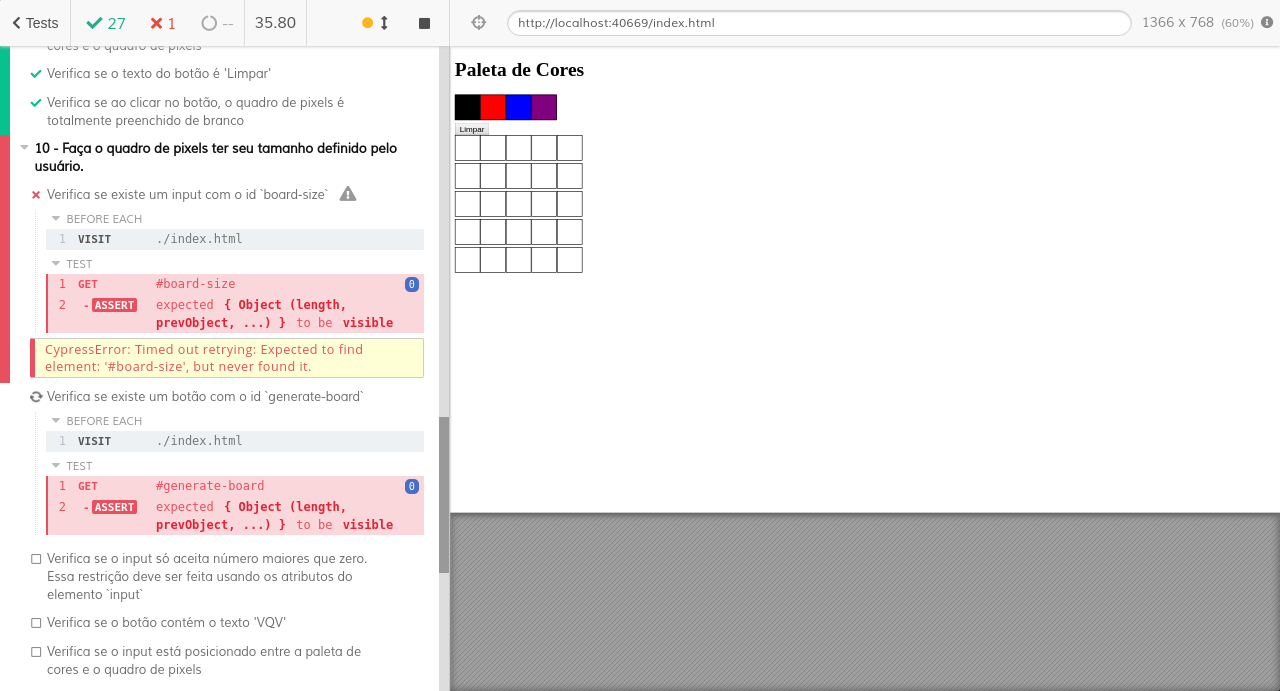 Tests
27
1
--
35.80
http://localhost:40669/index.html
1366 x 768 (60%)
cores e o quadro de pixels
Verifica se o texto do botão é 'Limpar'
Verifica se ao clicar no botão, o quadro de pixels é
totalmente preenchido de branco
10 - Faça o quadro de pixels ter seu tamanho definido pelo
usuário.
Verifica se existe um input com o id `board-size`
BEFORE EACH
1 VISIT ./index.html
TEST
1 GET #board-size 0
2 -ASSERT expected { Object (length,
prevObject, ...) } to be visible
CypressError: Timed out retrying: Expected to find
element: '#board-size', but never found it.
Verifica se existe um botão com o id `generate-board`
BEFORE EACH
1 VISIT ./index.html
TEST
1 GET #generate-board 0
2 -ASSERT expected { Object (length,
prevObject, ...) } to be visible
Verifica se o input só aceita número maiores que zero.
Essa restrição deve ser feita usando os atributos do
elemento `input`
Verifica se o botão contém o texto 'VQV'
Verifica se o input está posicionado entre a paleta de
cores e o quadro de pixels
Paleta de Cores
Limpar